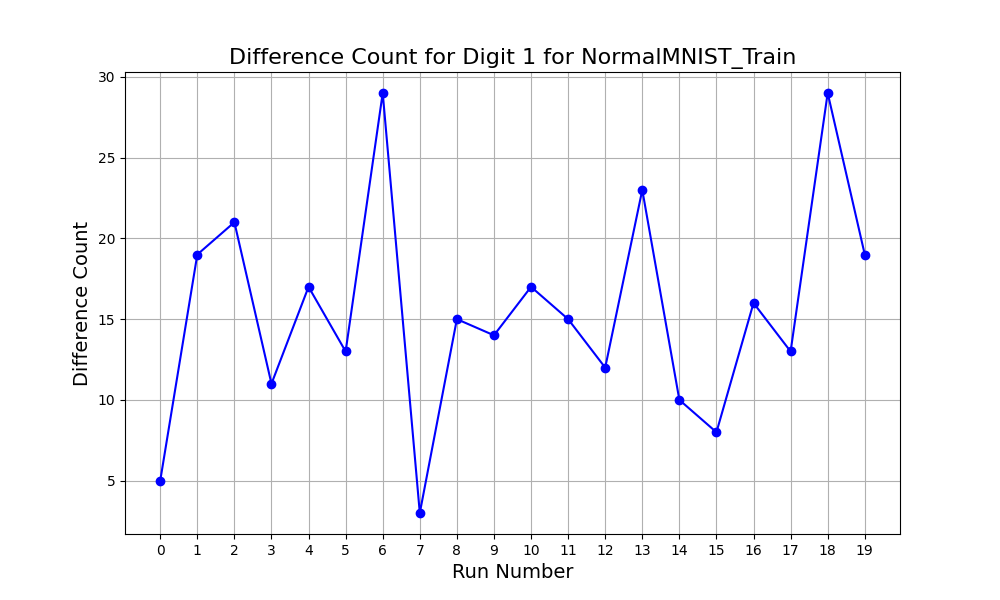 Difference Count for Digit 1 for NormalMNIST_Train
30
25
20
15
10
5
Difference Count
0 1 2 3 4 5 6 7 8 9 10 11 12 13 14 15 16 17 18 19
Run Number